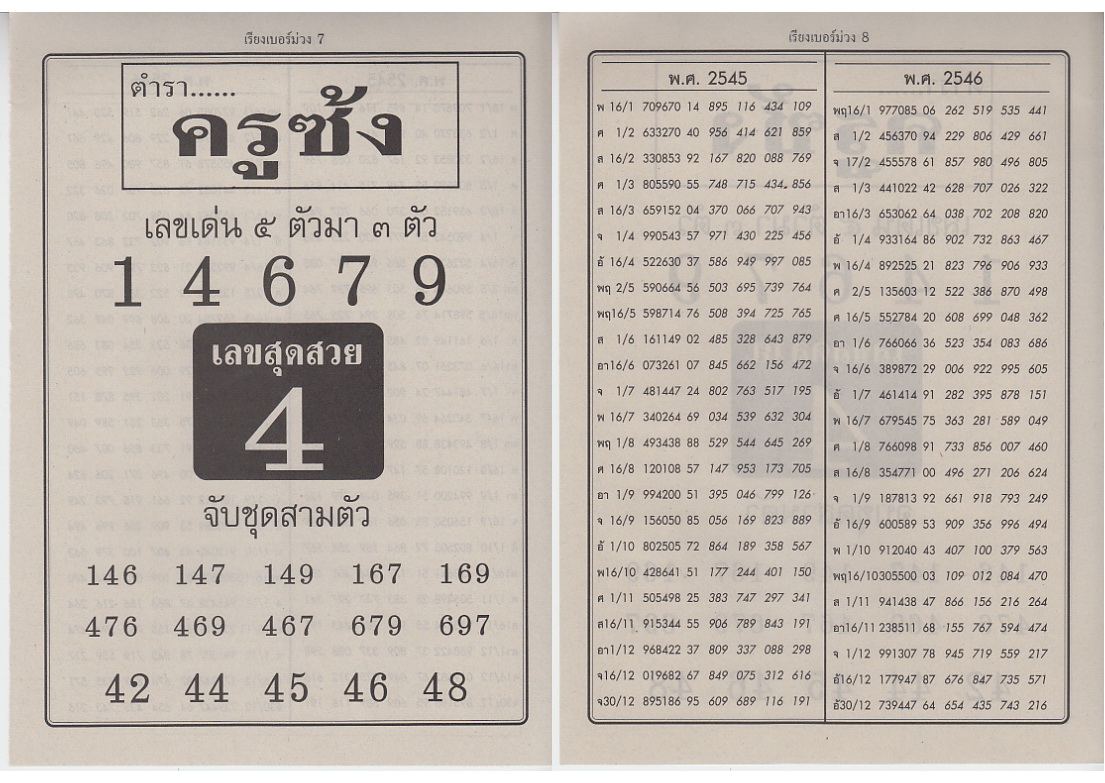 เรียงเบอร์ม่วง 7
ตำรา......
ครูซ้ง
เลขเด่น ๕ ตัวมา ๓ ตัว
1 4 6 7 9
เลขสุดสวย
4
จับชุดสามตัว
146 147 149 167 169
476 469 467 679 697
42 44 45 46 48
เรียงเบอร์ม่วง 8
พ.ศ. 2545
พ 16/1 709670 14 895 116 434 109
ศ 1/2 633270 40 956 414 621 859
ส 16/2 330853 92 167 820 088 769
ศ 1/3 805590 55 748 715 434 856
ส 16/3 659152 04 370 066 707 943
จ 1/4 990543 57 971 430 225 456
อ้ 16/4 522630 37 586 949 997 085
พฤ 2/5 590664 56 503 695 739 764
พฤ16/5 598714 76 508 394 725 765
ส 1/6 161149 02 485 328 643 879
อา16/6 073261 07 845 662 156 472
จ 1/7 481447 24 802 763 517 195
พ 16/7 340264 69 034 539 632 304
พฤ 1/8 493438 88 529 544 645 269
ศ 16/8 120108 57 147 953 173 705
อา 1/9 994200 51 395 046 799 126
จ 16/9 156050 85 056 169 823 889
อ้ 1/10 802505 72 864 189 358 567
พ16/10 428641 51 177 244 401 150
ศ 1/11 505498 25 383 747 297 341
ส16/11 915344 55 906 789 843 191
อา1/12 968422 37 809 337 088 298
จ16/12 019682 67 849 075 312 616
จ30/12 895186 95 609 689 116 191
พ.ศ. 2546
พฤ16/1 977085 06 262 519 535 441
ส 1/2 456370 94 229 806 429 661
จ 17/2 455578 61 857 980 496 805
ส 1/3 441022 42 628 707 026 322
อา16/3 653062 64 038 702 208 820
อ้ 1/4 933164 86 902 732 863 467
พ 16/4 892525 21 823 796 906 933
ศ 2/5 135603 12 522 386 870 498
ศ 16/5 552784 20 608 699 048 362
อา 1/6 766066 36 523 354 083 686
จ 16/6 389872 29 006 922 995 605
อ้ 1/7 461414 91 282 395 878 151
พ 16/7 679545 75 363 281 589 049
ศ 1/8 766098 91 733 856 007 460
ส 16/8 354771 00 496 271 206 624
จ 1/9 187813 92 661 918 793 249
อ้ 16/9 600589 53 909 356 996 494
พ 1/10 912040 43 407 100 379 563
พฤ16/10305500 03 109 012 084 470
ส 1/11 941438 47 866 156 216 264
อา16/11 238511 68 155 767 594 474
จ 1/12 991307 78 945 719 559 217
อ้16/12 177947 87 676 847 735 571
อ้30/12 739447 64 654 435 743 216